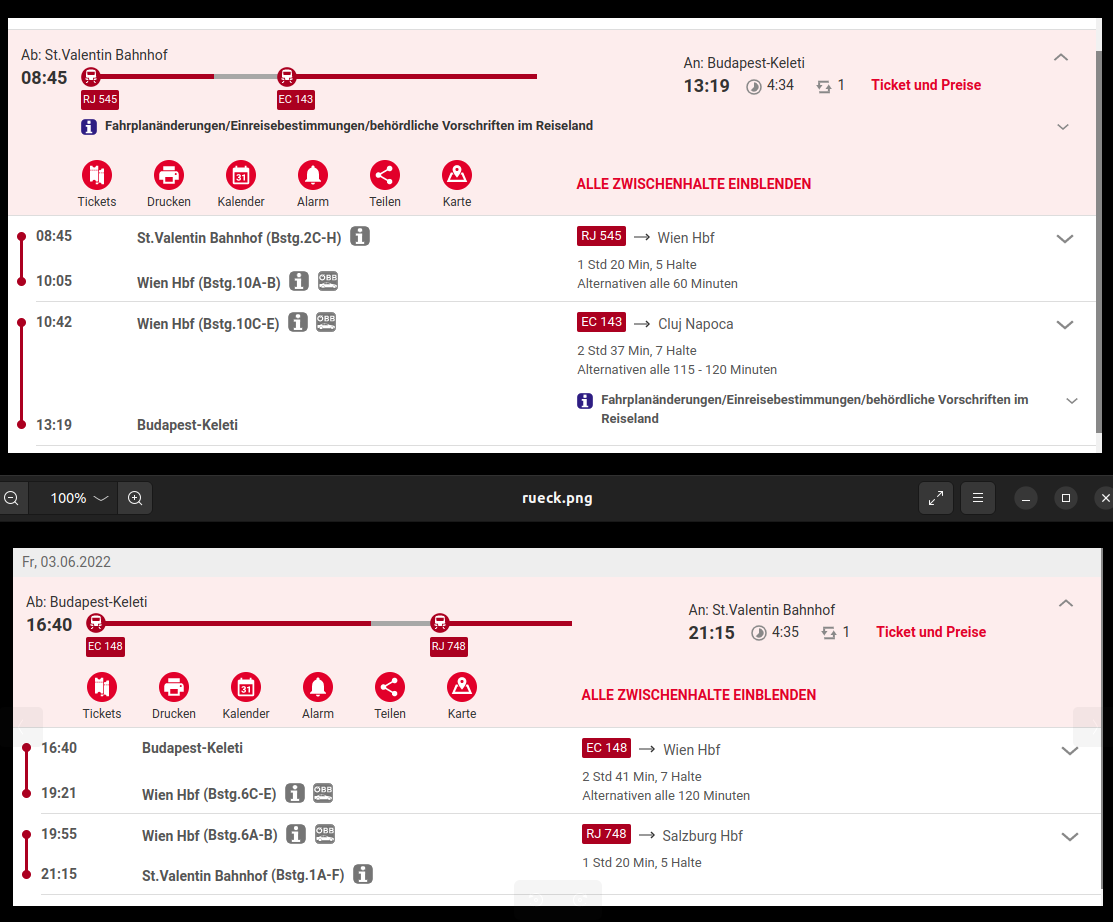 Ab: St.Valentin Bahnhof
08:45
RJ 545
EC 143
An: Budapest-Keleti
13:19 4:34 1 Ticket und Preise
Fahrplanänderungen/Einreisebestimmungen/behördliche Vorschriften im Reiseland
31
Tickets Drucken Kalender Alarm Teilen Karte
ALLE ZWISCHENHALTE EINBLENDEN
08:45 St.Valentin Bahnhof (Bstg.2C-H)
RJ 545 → Wien Hbf
1 Std 20 Min, 5 Halte
10:05 Wien Hbf (Bstg.10A-B) ÖBB
Alternativen alle 60 Minuten
10:42 Wien Hbf (Bstg.10C-E) ÖBB
EC 143 → Cluj Napoca
2 Std 37 Min, 7 Halte
Alternativen alle 115 - 120 Minuten
Fahrplanänderungen/Einreisebestimmungen/behördliche Vorschriften im
Reiseland
13:19 Budapest-Keleti
100%
rueck.png
Fr, 03.06.2022
Ab: Budapest-Keleti
16:40
EC 148
RJ 748
An: St.Valentin Bahnhof
21:15 4:35 1 Ticket und Preise
31
Tickets Drucken Kalender Alarm Teilen Karte
ALLE ZWISCHENHALTE EINBLENDEN
16:40 Budapest-Keleti
EC 148 → Wien Hbf
2 Std 41 Min, 7 Halte
19:21 Wien Hbf (Bstg.6C-E) ÖBB
Alternativen alle 120 Minuten
19:55 Wien Hbf (Bstg.6A-B) ÖBB
RJ 748 → Salzburg Hbf
1 Std 20 Min, 5 Halte
21:15 St.Valentin Bahnhof (Bstg.1A-F)